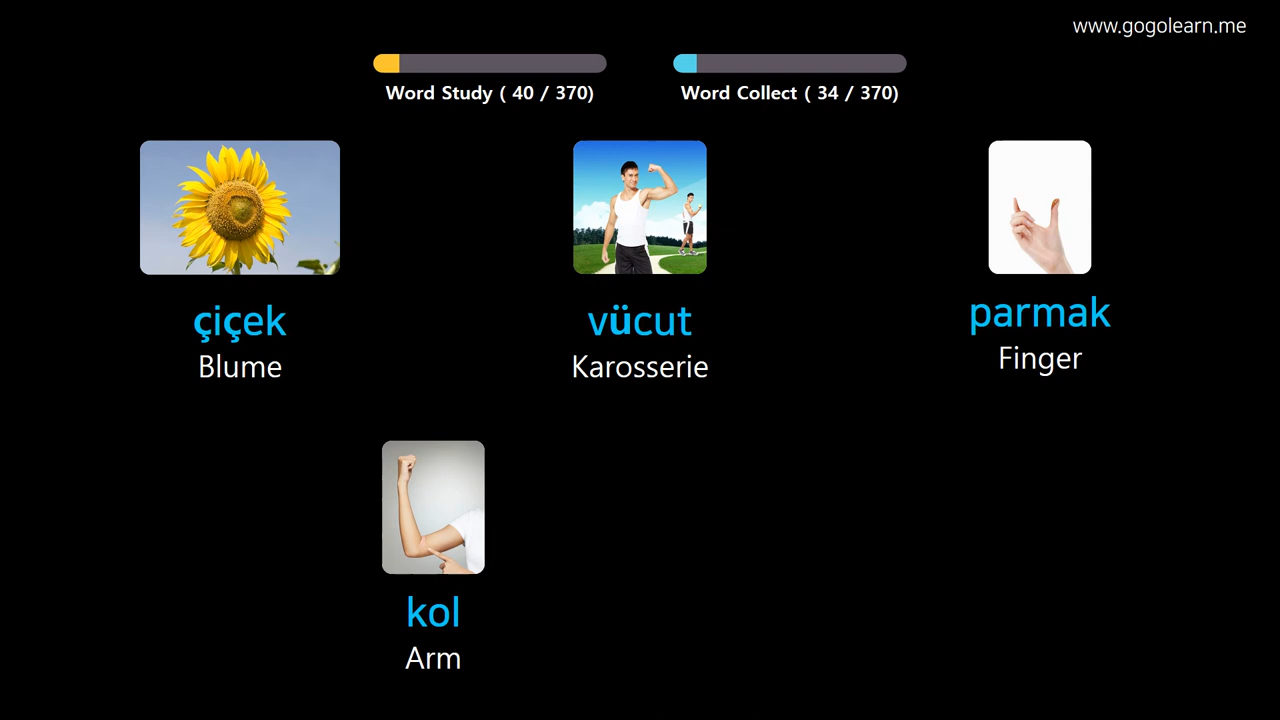 www.gogolearn.me
Word Study ( 40 / 370)
Word Collect ( 34 / 370)
çiçek
Blume
vücut
Karosserie
parmak
Finger
kol
Arm